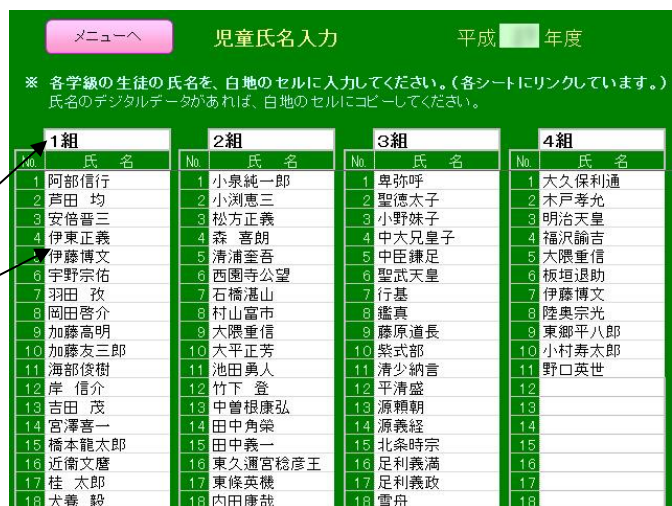 メニューへ 児童氏名入力 平成 年度
※ 各学級の生徒の氏名を、白地のセルに入力してください。(各シートにリンクしています。)
氏名のデジタルデータがあれば、白地のセルにコピーしてください。
1組 2組 3組 4組
No. 氏 名 No. 氏 名 No. 氏 名 No. 氏 名
1 阿部信行 1 小泉純一郎 1 卑弥呼 1 大久保利通
2 芦田 均 2 小渕恵三 2 聖徳太子 2 木戸孝允
3 安倍晋三 3 松方正義 3 小野妹子 3 明治天皇
4 伊東正義 4 森 喜朗 4 中大兄皇子 4 福沢諭吉
5 伊藤博文 5 清浦奎吾 5 中臣鎌足 5 大隈重信
6 宇野宗佑 6 西園寺公望 6 聖武天皇 6 板垣退助
7 羽田 孜 7 石橋湛山 7 行基 7 伊藤博文
8 岡田啓介 8 村山富市 8 鑑真 8 陸奥宗光
9 加藤高明 9 大隈重信 9 藤原道長 9 東郷平八郎
10 加藤友三郎 10 大平正芳 10 紫式部 10 小村寿太郎
11 海部俊樹 11 池田勇人 11 清少納言 11 野口英世
12 岸 信介 12 竹下 登 12 平清盛 12
13 吉田 茂 13 中曽根康弘 13 源頼朝 13
14 宮澤喜一 14 田中角榮 14 源義経 14
15 橋本龍太郎 15 田中義一 15 北条時宗 15
16 近衛文麿 16 東久邇宮稔彦王 16 足利義満 16
17 桂 太郎 17 東條英機 17 足利義政 17
18 犬養 毅 18 内田康哉 18 雪舟 18